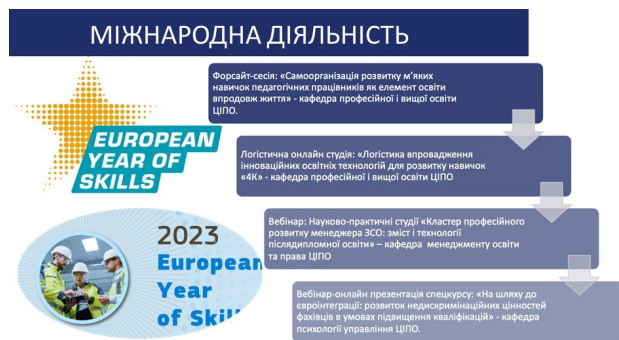 МІЖНАРОДНА ДІЯЛЬНІСТЬ
Форсайт-сесія: «Самоорганізація розвитку м'яких
навичок педагогічних працівників як елемент освіти
впродовж життя» - кафедра професійної і вищої освіти
ЦІПО.
EUROPEAN
YEAR OF
SKILLS
Логістична онлайн студія: «Логістика впровадження
інноваційних освітніх технологій для розвитку навичок
«4К» - кафедра професійної і вищої освіти ЦІПО
Вебінар: Науково-практичні студії «Кластер професійного
розвитку менеджера ЗСО: зміст і технології
післядипломної освіти» – кафедра менеджменту освіти
та права ЦІПО
2023
European
Year
of Skill
Вебінар-онлайн презентація спецкурсу: «На шляху до
євроінтеграції: розвиток недискримінаційних цінностей
фахівців в умовах підвищення кваліфікацій» - кафедра
психології управління ЦІПО.